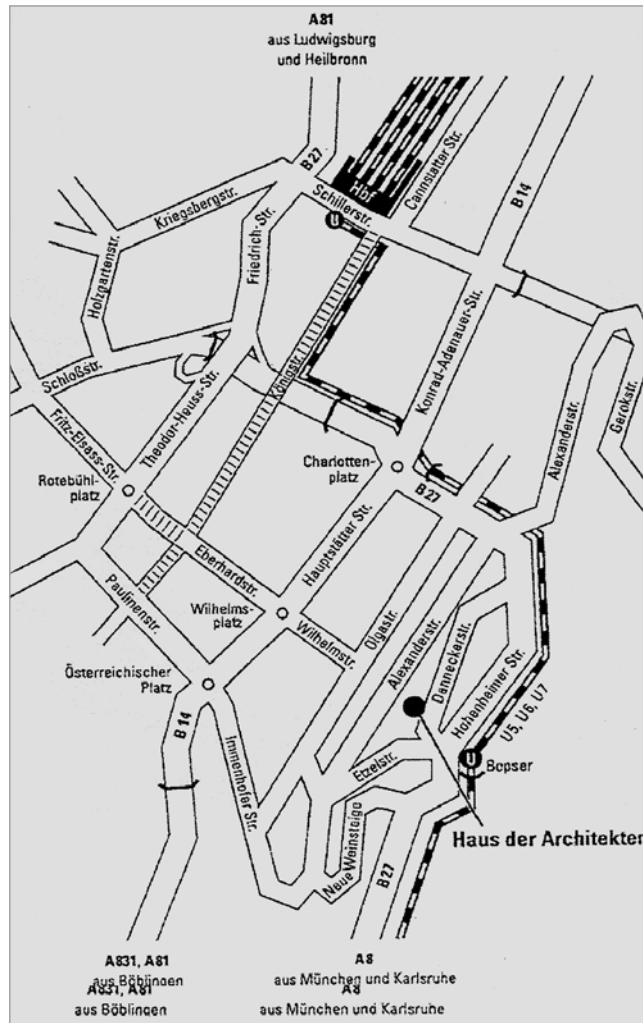 A81
aus Ludwigsburg
und Heilbronn
B27
Hbf
Cannstatter Str.
B14
Schillerstr.
U
Kriegsbergstr.
Friedrich-Str.
Holzgartenstr.
Königstr.
Konrad-Adenauer-Str.
Alexanderstr.
Gerokstr.
Schloßstr.
Theodor-Heuss-Str.
Fritz-Elsass-Str.
Rotebühl-
platz
Charlotten-
platz
B27
Eberhardstr.
Hauptstätter Str.
Paulinenstr.
Wilhelms-
platz
Wilhelmstr.
Olgastr.
Alexanderstr.
Danneckerstr.
Hohenheimer Str.
U5, U6, U7
Österreichischer
Platz
B14
Immenhofer Str.
Etzelstr.
U
Bopser
Neue Weinsteige
B27
Haus der Architekten
A831, A81
aus Böblingen
A831, A81
aus Böblingen
A8
aus München und Karlsruhe
A8
aus München und Karlsruhe